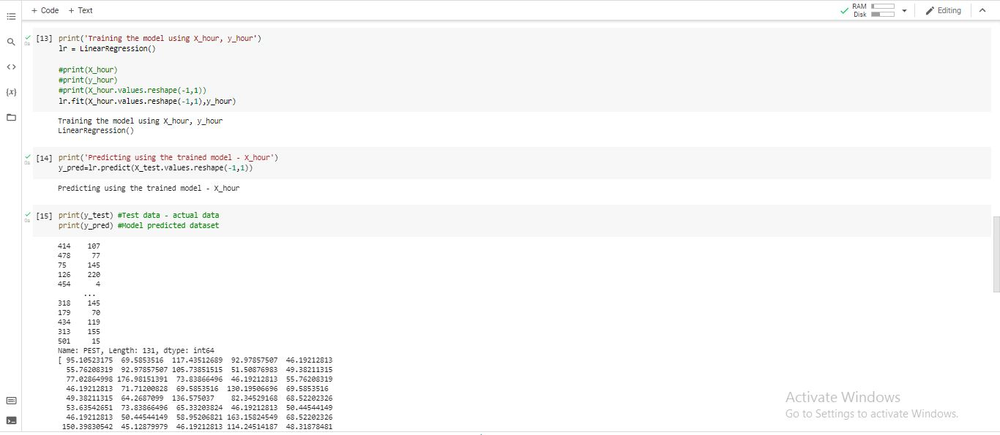 + Code + Text
RAM
Disk
Editing
[13] print('Training the model using X_hour, y_hour')
lr = LinearRegression()
#print(X_hour)
#print(y_hour)
#print(X_hour.values.reshape(-1,1))
lr.fit(X_hour.values.reshape(-1,1),y_hour)
Training the model using X_hour, y_hour
LinearRegression()
[14] print('Predicting using the trained model - X_hour')
y_pred=lr.predict(X_test.values.reshape(-1,1))
Predicting using the trained model - X_hour
[15] print(y_test) #Test data - actual data
print(y_pred) #Model predicted dataset
414 107
478 77
75 145
126 220
454 4
...
318 145
179 70
434 119
313 155
501 15
Name: PEST, Length: 131, dtype: int64
[ 95.10523175 69.5853516 117.43512689 92.97857507 46.19212813
55.76208319 92.97857507 105.73851515 51.50876983 49.38211315
77.02864998 176.98151391 73.83866496 46.19212813 55.76208319
46.19212813 71.71200828 69.5853516 130.19506696 69.5853516
49.38211315 64.2687099 136.575037 82.34529168 68.52202326
53.63542651 73.83866496 65.33203824 46.19212813 50.44544149
46.19212813 50.44544149 58.95206821 163.15824549 68.52202326
150.39830542 45.12879979 46.19212813 114.24514187 48.31878481
Activate Windows
Go to Settings to activate Windows.